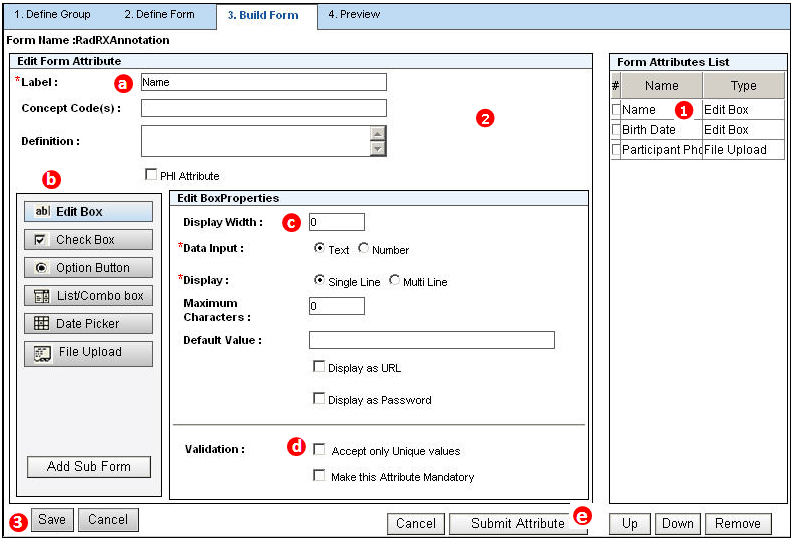 1. Define Group 2. Define Form 3. Build Form 4. Preview
Form Name :RadRXAnnotation
Edit Form Attribute
*Label : a Name
Concept Code(s) :
2
Definition :
PHI Attribute
b
ab| Edit Box
Check Box
Option Button
List/Combo box
Date Picker
File Upload
Add Sub Form
Edit BoxProperties
Display Width : c 0
*Data Input : Text Number
*Display : Single Line Multi Line
Maximum
Characters : 0
Default Value :
Display as URL
Display as Password
Validation : d Accept only Unique values
Make this Attribute Mandatory
3 Save Cancel
Cancel Submit Attribute e
Form Attributes List
# Name Type
Name 1 Edit Box
Birth Date Edit Box
Participant Pho File Upload
Up Down Remove